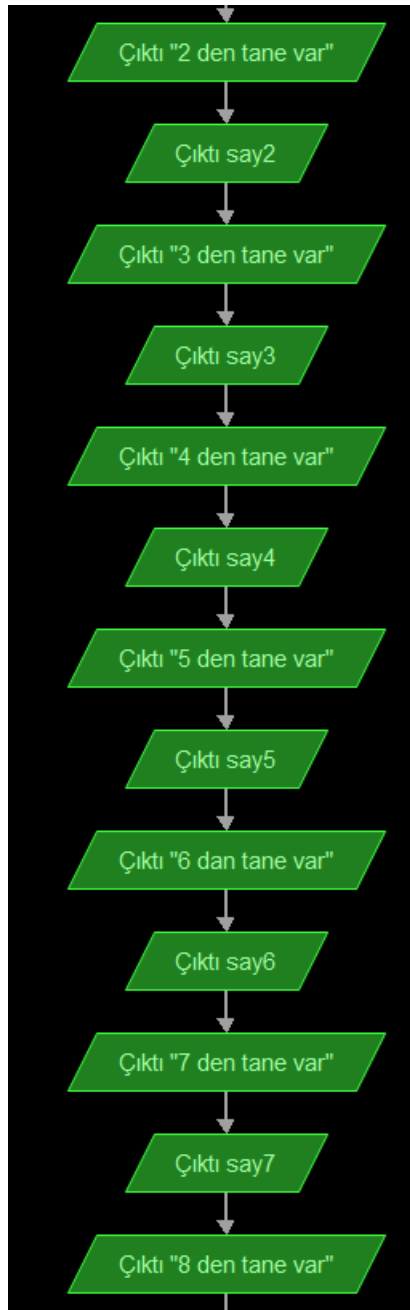 Çıktı "2 den tane var"
Çıktı say2
Çıktı "3 den tane var"
Çıktı say3
Çıktı "4 den tane var"
Çıktı say4
Çıktı "5 den tane var"
Çıktı say5
Çıktı "6 dan tane var"
Çıktı say6
Çıktı "7 den tane var"
Çıktı say7
Çıktı "8 den tane var"